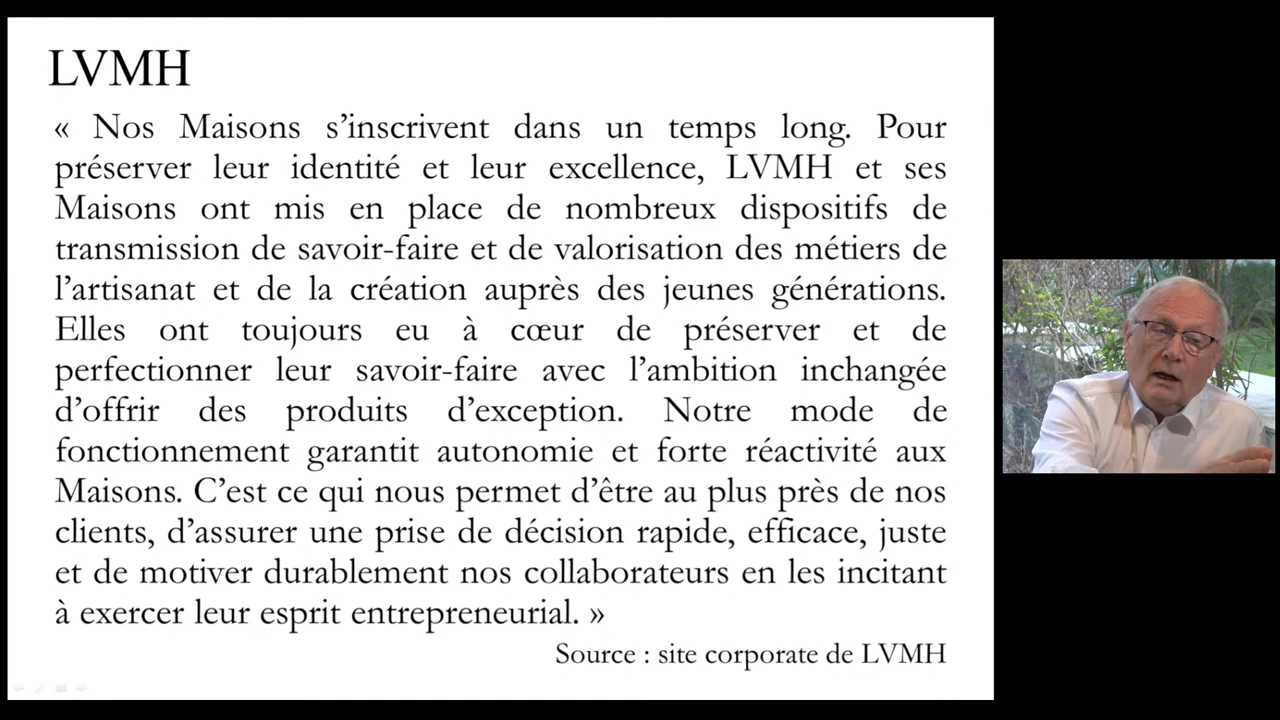 LVMH
« Nos Maisons s’inscrivent dans un temps long. Pour
préserver leur identité et leur excellence, LVMH et ses
Maisons ont mis en place de nombreux dispositifs de
transmission de savoir-faire et de valorisation des métiers de
l’artisanat et de la création auprès des jeunes générations.
Elles ont toujours eu à cœur de préserver et de
perfectionner leur savoir-faire avec l’ambition inchangée
d’offrir des produits d’exception. Notre mode de
fonctionnement garantit autonomie et forte réactivité aux
Maisons. C’est ce qui nous permet d’être au plus près de nos
clients, d’assurer une prise de décision rapide, efficace, juste
et de motiver durablement nos collaborateurs en les incitant
à exercer leur esprit entrepreneurial. »
Source : site corporate de LVMH